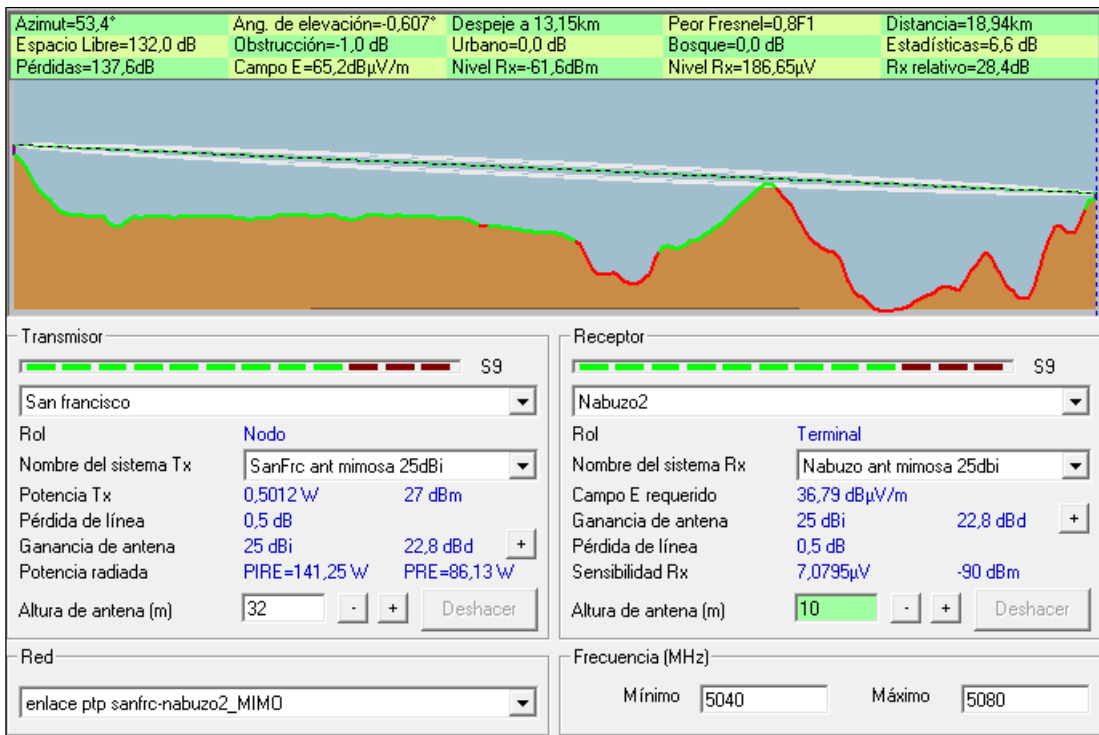 Azimut=53,4° Ang. de elevación=-0,607° Despeje a 13,15km Peor Fresnel=0,8F1 Distancia=18,94km
Espacio Libre=132,0 dB Obstrucción=-1,0 dB Urbano=0,0 dB Bosque=0,0 dB Estadísticas=6,6 dB
Pérdidas=137,6dB Campo E=65,2dBµV/m Nivel Rx=-61,6dBm Nivel Rx=186,65µV Rx relativo=28,4dB
Transmisor
S9
San francisco
Rol Nodo
Nombre del sistema Tx SanFrc ant mimosa 25dBi
Potencia Tx 0,5012 W 27 dBm
Pérdida de línea 0,5 dB
Ganancia de antena 25 dBi 22,8 dBd +
Potencia radiada PIRE=141,25 W PRE=86,13 W
Altura de antena (m) 32 - + Deshacer
Receptor
S9
Nabuzo2
Rol Terminal
Nombre del sistema Rx Nabuzo ant mimosa 25dbi
Campo E requerido 36,79 dBµV/m
Ganancia de antena 25 dBi 22,8 dBd +
Pérdida de línea 0,5 dB
Sensibilidad Rx 7,0795µV -90 dBm
Altura de antena (m) 10 - + Deshacer
Red
enlace ptp sanfrc-nabuzo2_MIMO
Frecuencia (MHz)
Mínimo 5040 Máximo 5080